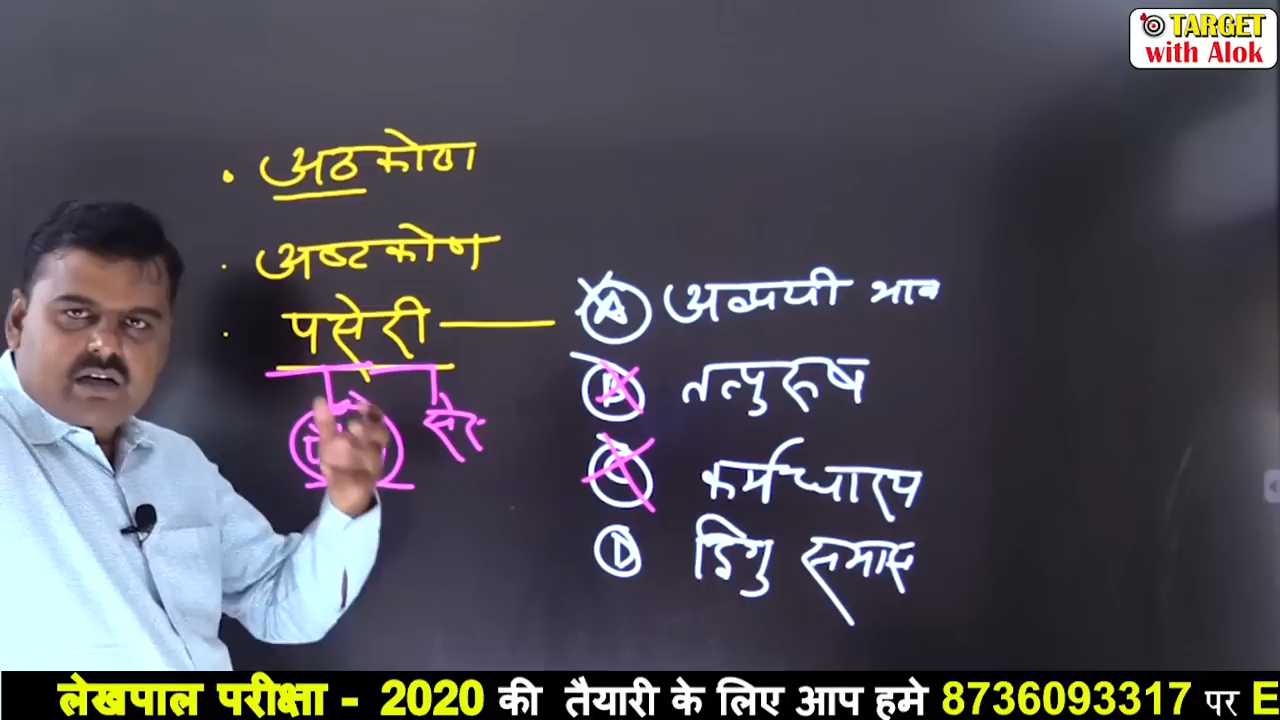 TARGET
with Alok
• अठकोण
• अष्टकोण
• पसेरी —
सेर
A अव्ययी भाव
B तत्पुरूष
C कर्मधारय
D द्विगु समास
लेखपाल परीक्षा - 2020 की तैयारी के लिए आप हमे 8736093317 पर E